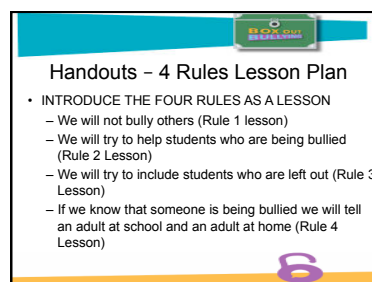 BOX OUT
BULLYING
Handouts – 4 Rules Lesson Plan
• INTRODUCE THE FOUR RULES AS A LESSON
– We will not bully others (Rule 1 lesson)
– We will try to help students who are being bullied
(Rule 2 Lesson)
– We will try to include students who are left out (Rule 3
Lesson)
– If we know that someone is being bullied we will tell
an adult at school and an adult at home (Rule 4
Lesson)